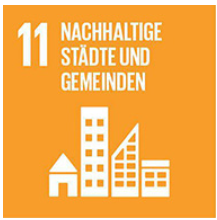 11 NACHHALTIGE
STÄDTE UND
GEMEINDEN